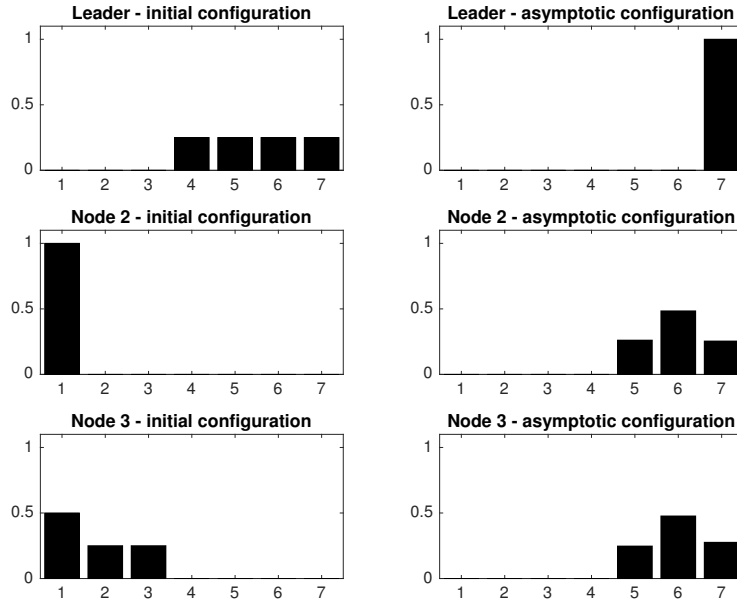 Leader - initial configuration
1
0.5
0
1 2 3 4 5 6 7
Leader - asymptotic configuration
1
0.5
0
1 2 3 4 5 6 7
Node 2 - initial configuration
1
0.5
0
1 2 3 4 5 6 7
Node 2 - asymptotic configuration
1
0.5
0
1 2 3 4 5 6 7
Node 3 - initial configuration
1
0.5
0
1 2 3 4 5 6 7
Node 3 - asymptotic configuration
1
0.5
0
1 2 3 4 5 6 7